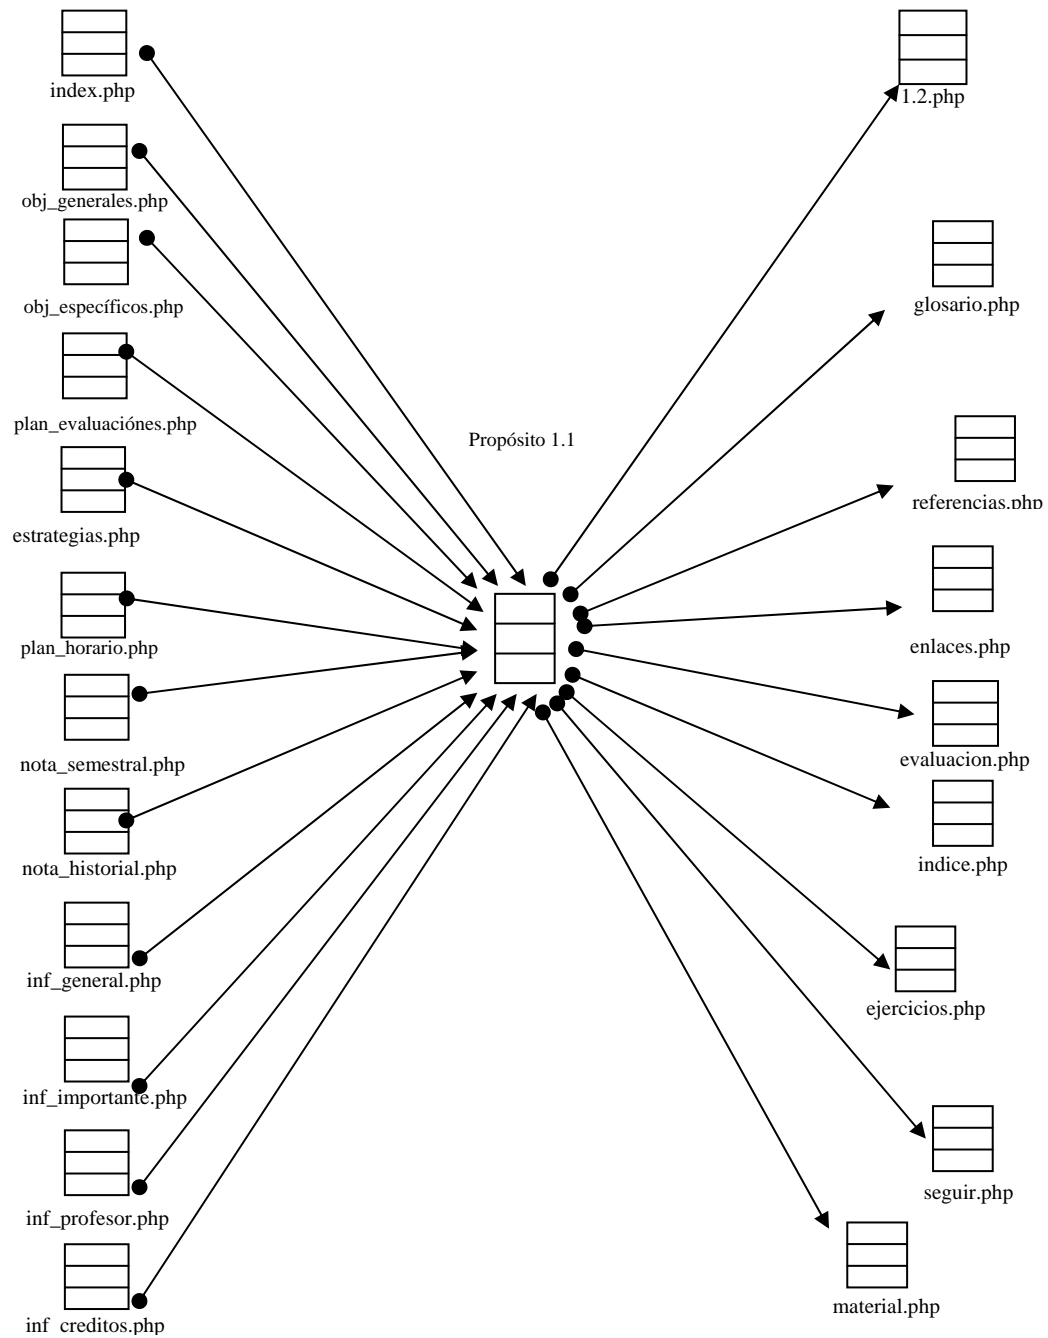 index.php
obj_generales.php
obj_específicos.php
plan_evaluaciónes.php
estrategias.php
plan_horario.php
nota_semestral.php
nota_historial.php
inf_general.php
inf_importante.php
inf_profesor.php
inf_creditos.php
Propósito 1.1
1.2.php
glosario.php
referencias.php
enlaces.php
evaluacion.php
indice.php
ejercicios.php
seguir.php
material.php